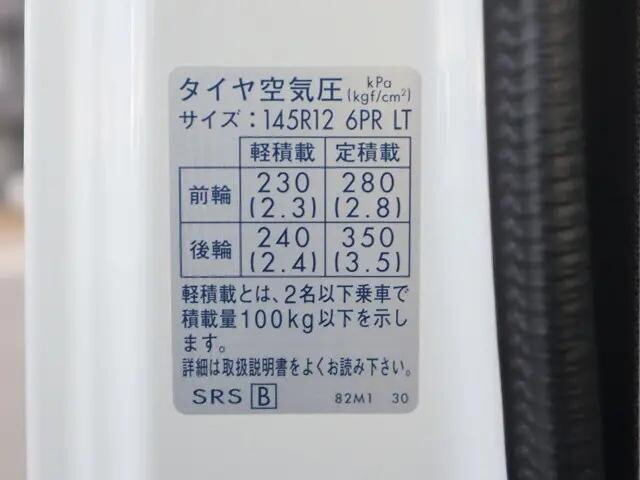 タイヤ空気圧 kPa (kgf/cm²)
サイズ：145R12 6PR LT
軽積載 定積載
前輪 230 (2.3) 280 (2.8)
後輪 240 (2.4) 350 (3.5)
軽積載とは、2名以下乗車で
積載量100kg以下を示し
ます。
詳細は取扱説明書をよくお読み下さい。
SRS B 82M1 30